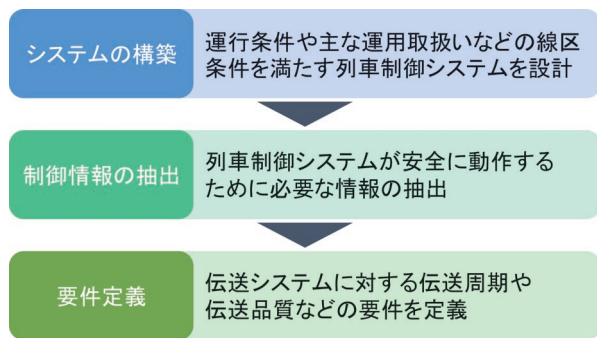 システムの構築
運行条件や主な運用取扱いなどの線区
条件を満たす列車制御システムを設計
制御情報の抽出
列車制御システムが安全に動作する
ために必要な情報の抽出
要件定義
伝送システムに対する伝送周期や
伝送品質などの要件を定義